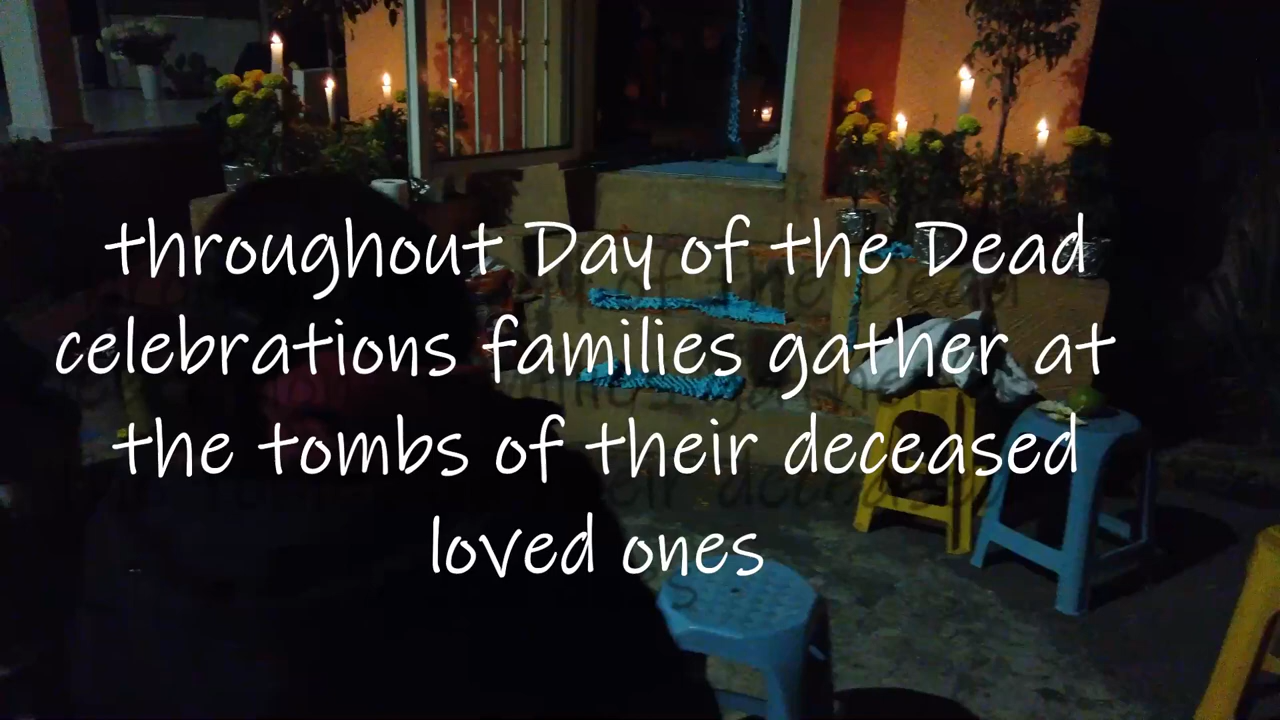 throughout Day of the Dead
celebrations families gather at
the tombs of their deceased
loved ones